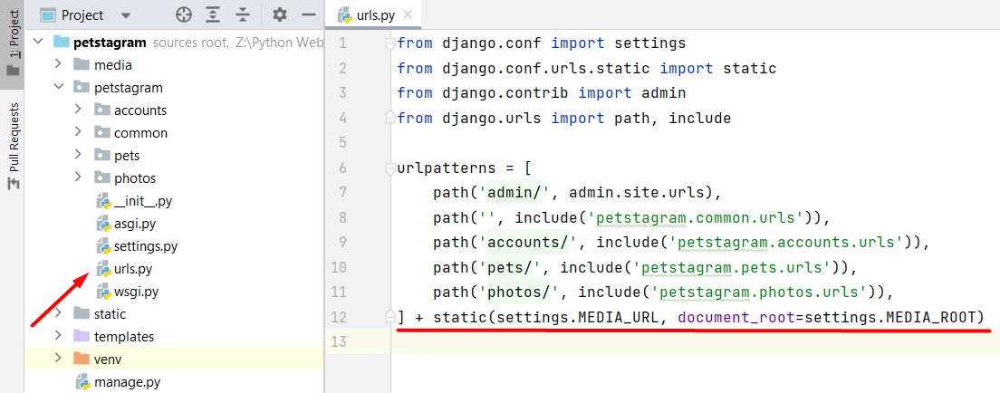 1: Project
Pull Requests
Project
petstagram sources root, Z:\Python Web
media
petstagram
accounts
common
pets
photos
__init__.py
asgi.py
settings.py
urls.py
wsgi.py
static
templates
venv
manage.py
urls.py
1 from django.conf import settings
2 from django.conf.urls.static import static
3 from django.contrib import admin
4 from django.urls import path, include
5
6 urlpatterns = [
7     path('admin/', admin.site.urls),
8     path('', include('petstagram.common.urls')),
9     path('accounts/', include('petstagram.accounts.urls')),
10     path('pets/', include('petstagram.pets.urls')),
11     path('photos/', include('petstagram.photos.urls')),
12 ] + static(settings.MEDIA_URL, document_root=settings.MEDIA_ROOT)
13